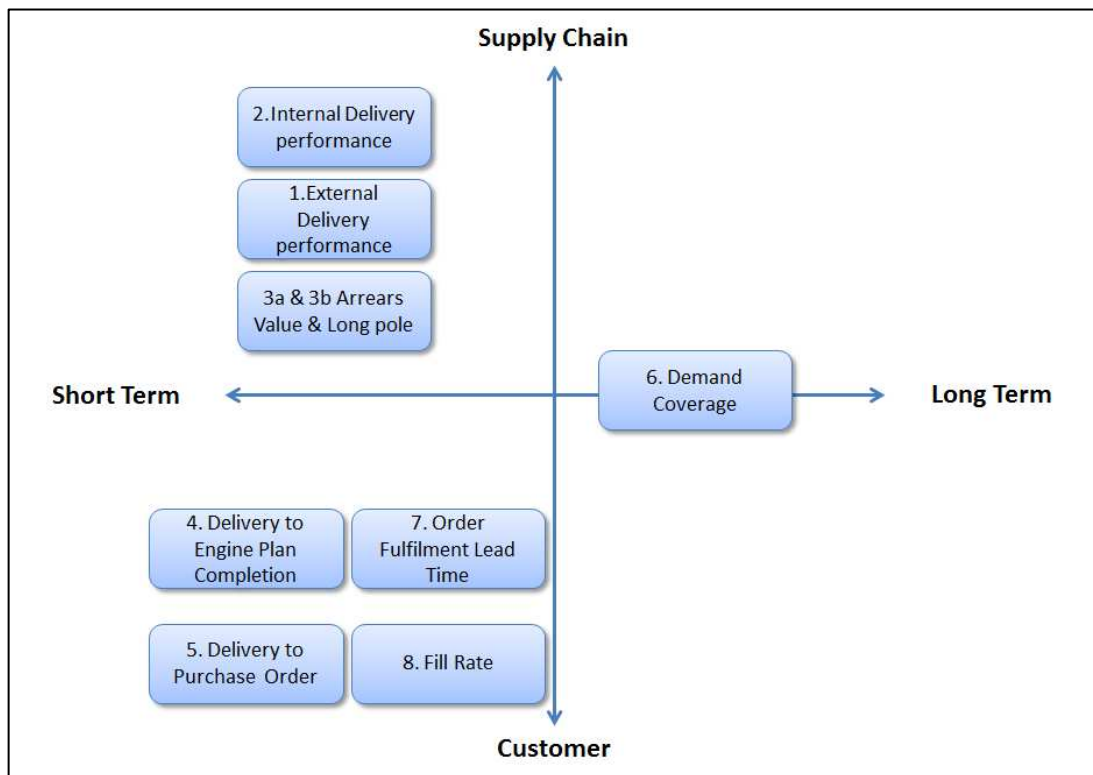 Supply Chain
2.Internal Delivery
performance
1.External
Delivery
performance
3a & 3b Arrears
Value & Long pole
Short Term
6. Demand
Coverage
Long Term
4. Delivery to
Engine Plan
Completion
7. Order
Fulfilment Lead
Time
5. Delivery to
Purchase Order
8. Fill Rate
Customer